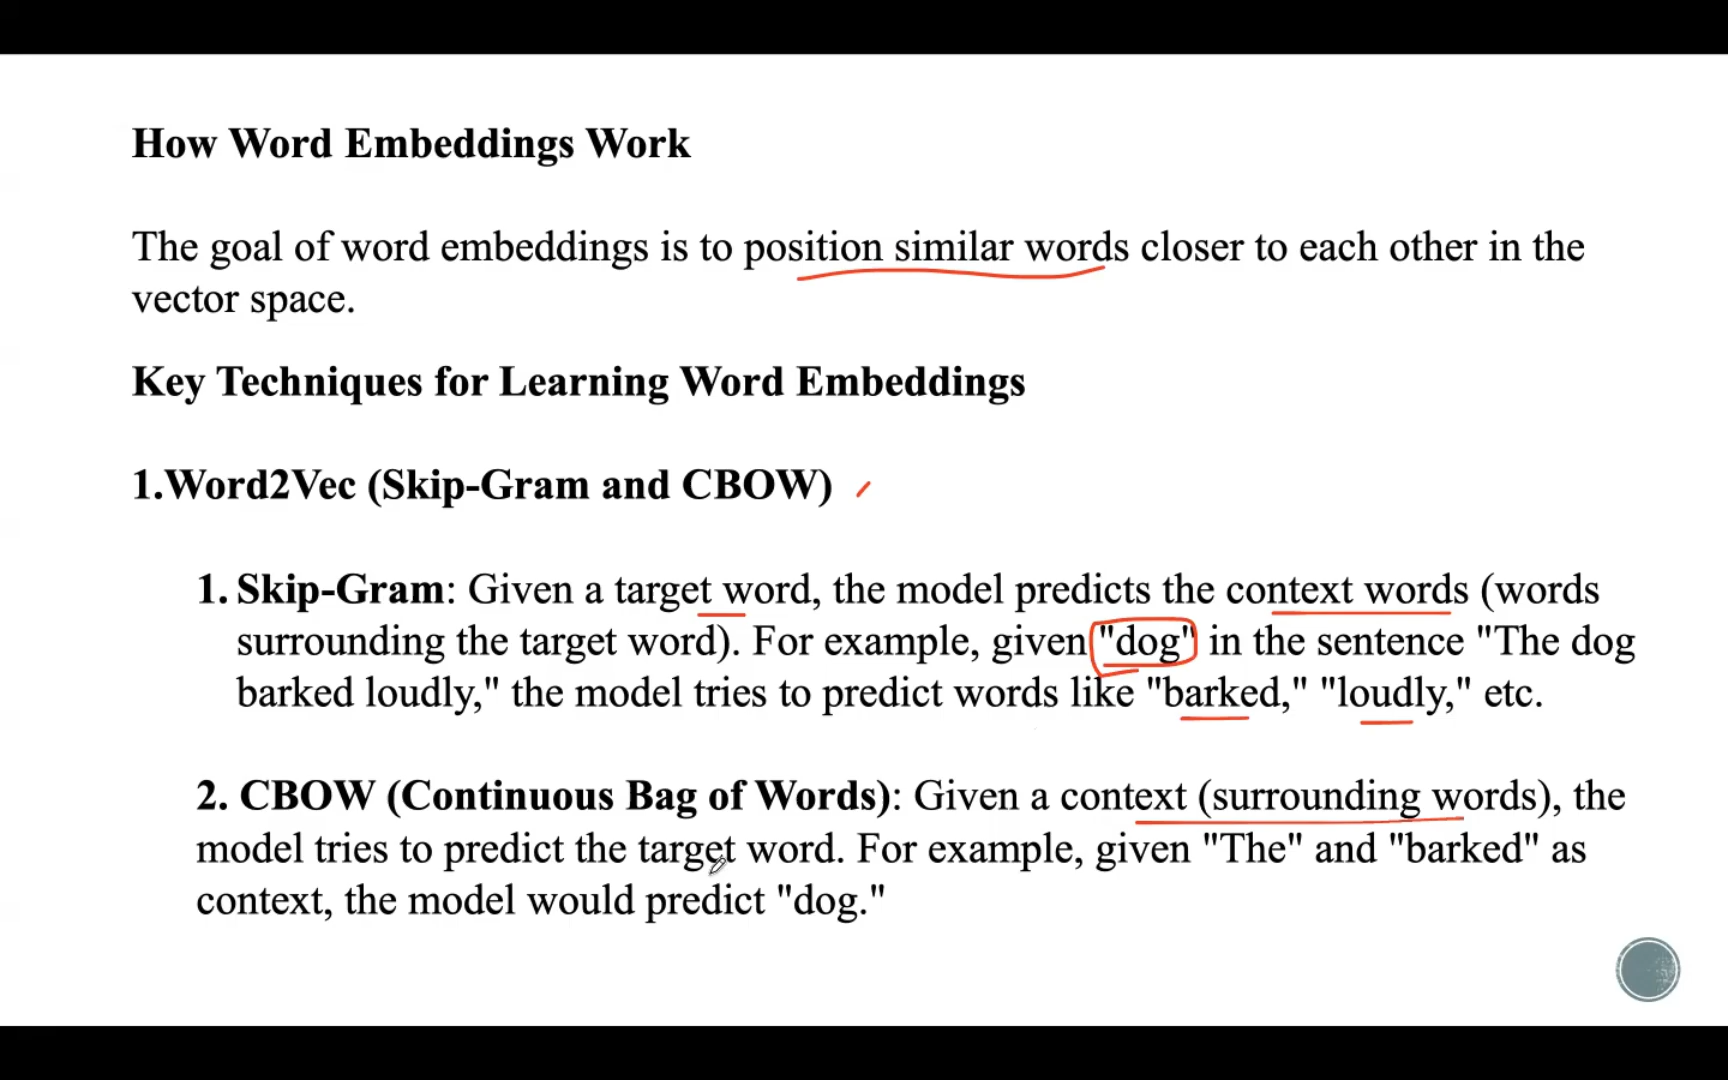 How Word Embeddings Work
The goal of word embeddings is to position similar words closer to each other in the
vector space.
Key Techniques for Learning Word Embeddings
1.Word2Vec (Skip-Gram and CBOW)
1. Skip-Gram: Given a target word, the model predicts the context words (words
surrounding the target word). For example, given "dog" in the sentence "The dog
barked loudly," the model tries to predict words like "barked," "loudly," etc.
2. CBOW (Continuous Bag of Words): Given a context (surrounding words), the
model tries to predict the target word. For example, given "The" and "barked" as
context, the model would predict "dog."